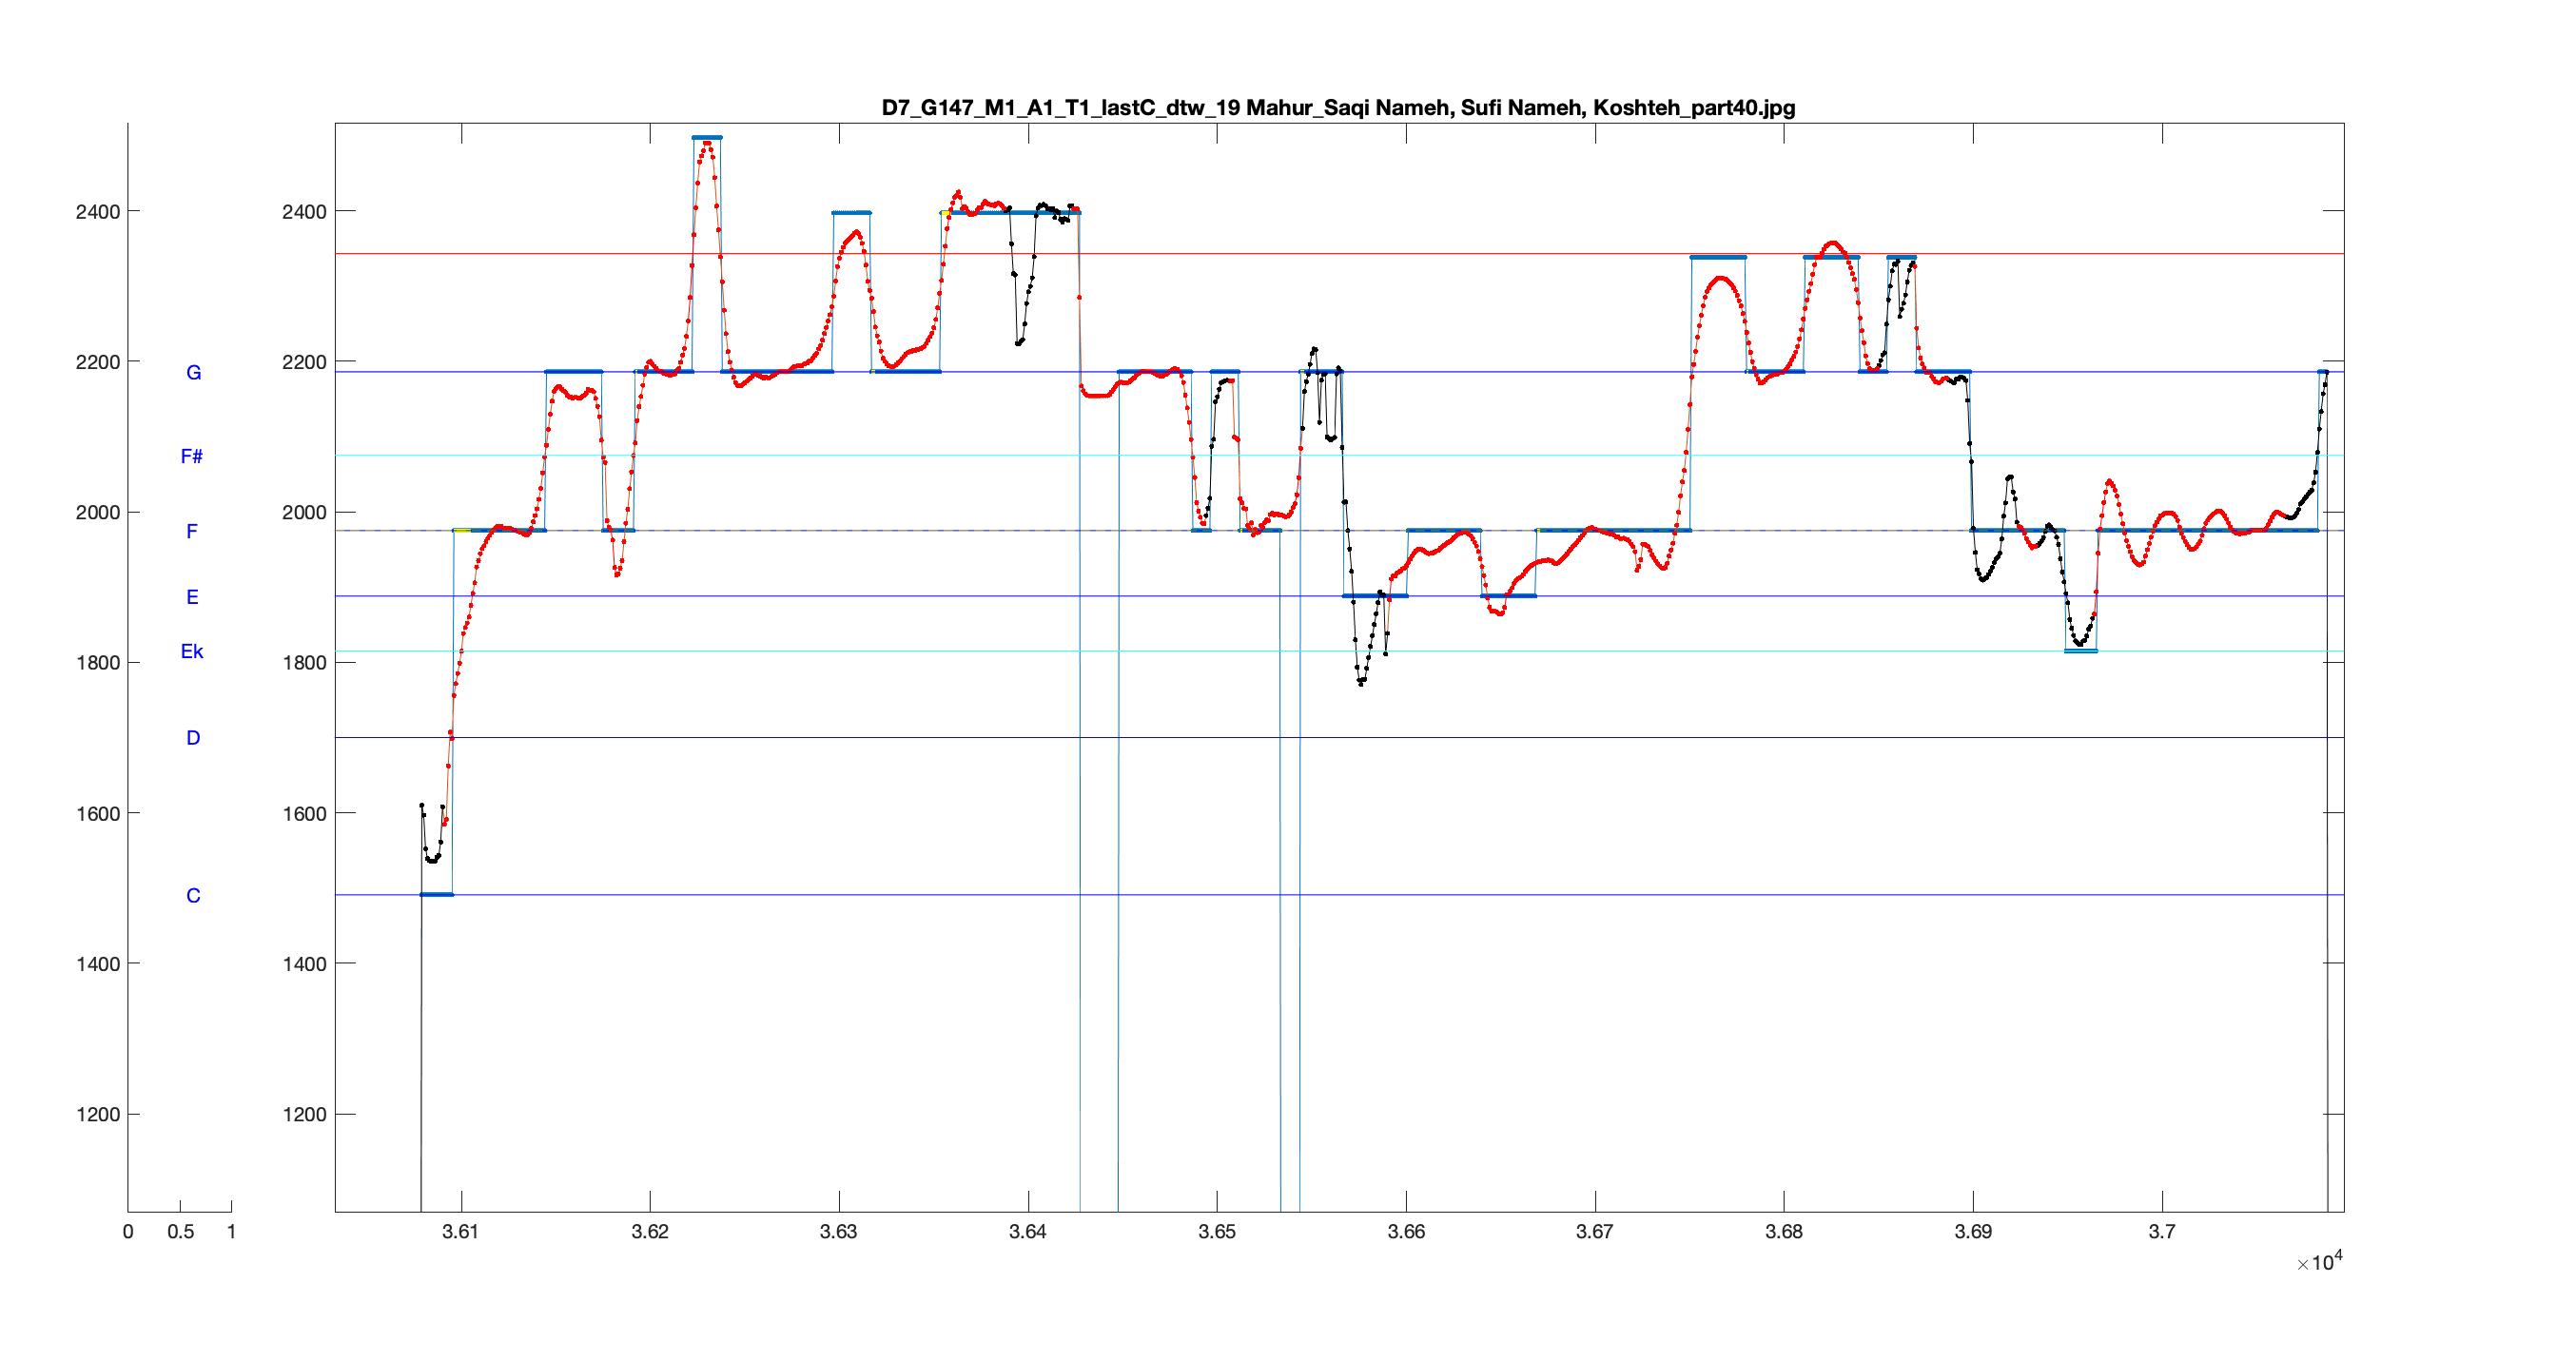 D7_G147_M1_A1_T1_lastC_dtw_19 Mahur_Saqi Nameh, Sufi Nameh, Koshteh_part40.jpg
2400 2400
2200 2200
G
F#
2000 2000
F
E
Ek
1800 1800
D
1600 1600
C
1400 1400
1200 1200
0 0.5 1 3.61 3.62 3.63 3.64 3.65 3.66 3.67 3.68 3.69 3.7
×10^4